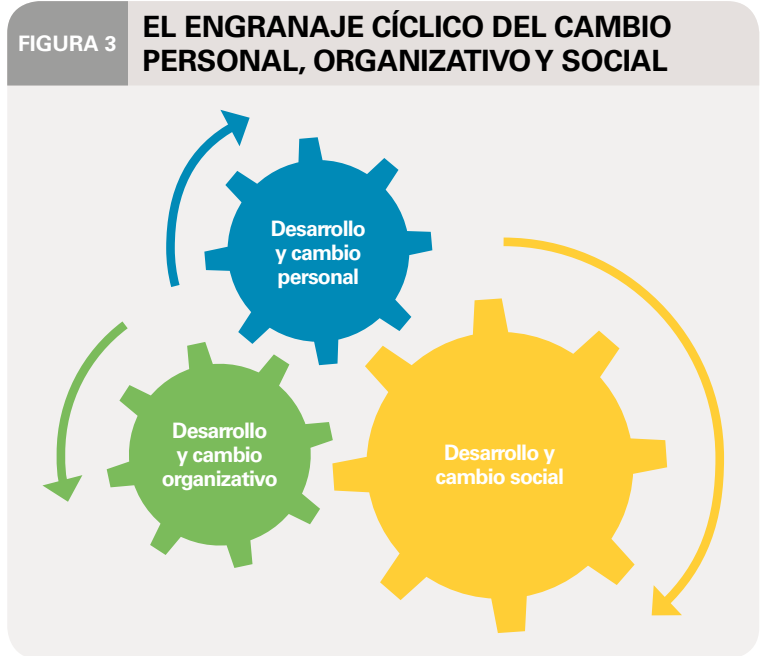 FIGURA 3
EL ENGRANAJE CÍCLICO DEL CAMBIO
PERSONAL, ORGANIZATIVO Y SOCIAL
Desarrollo
y cambio
personal
Desarrollo
y cambio
organizativo
Desarrollo y
cambio social